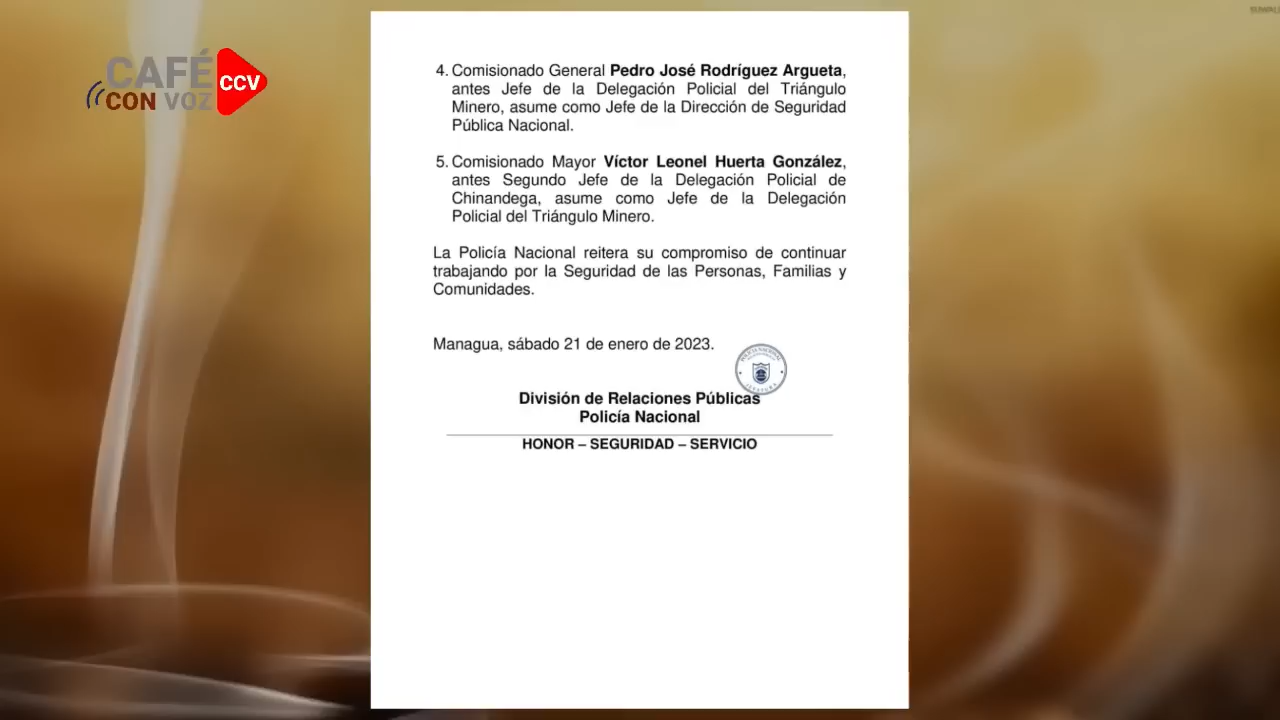 CAFÉ
CON VOZ
CCV
4. Comisionado General Pedro José Rodríguez Argueta,
antes Jefe de la Delegación Policial del Triángulo
Minero, asume como Jefe de la Dirección de Seguridad
Pública Nacional.
5. Comisionado Mayor Víctor Leonel Huerta González,
antes Segundo Jefe de la Delegación Policial de
Chinandega, asume como Jefe de la Delegación
Policial del Triángulo Minero.
La Policía Nacional reitera su compromiso de continuar
trabajando por la Seguridad de las Personas, Familias y
Comunidades.
Managua, sábado 21 de enero de 2023.
POLICÍA NACIONAL
División de Relaciones Públicas
Policía Nacional
HONOR – SEGURIDAD – SERVICIO